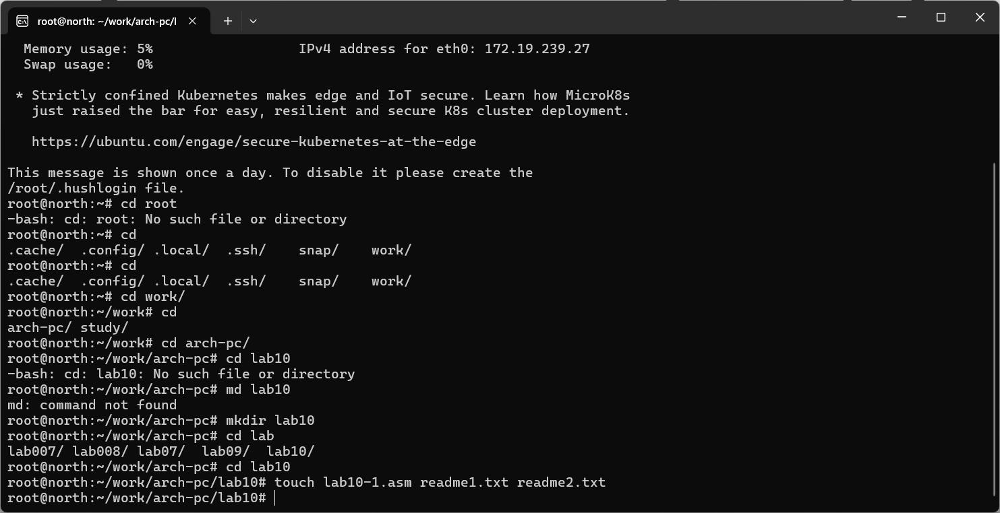 root@north: ~/work/arch-pc/l
Memory usage: 5%                  IPv4 address for eth0: 172.19.239.27
Swap usage:   0%
* Strictly confined Kubernetes makes edge and IoT secure. Learn how MicroK8s
just raised the bar for easy, resilient and secure K8s cluster deployment.
https://ubuntu.com/engage/secure-kubernetes-at-the-edge
This message is shown once a day. To disable it please create the
/root/.hushlogin file.
root@north:~# cd root
-bash: cd: root: No such file or directory
root@north:~# cd
.cache/  .config/ .local/  .ssh/    snap/    work/
root@north:~# cd
.cache/  .config/ .local/  .ssh/    snap/    work/
root@north:~# cd work/
root@north:~/work# cd
arch-pc/ study/
root@north:~/work# cd arch-pc/
root@north:~/work/arch-pc# cd lab10
-bash: cd: lab10: No such file or directory
root@north:~/work/arch-pc# md lab10
md: command not found
root@north:~/work/arch-pc# mkdir lab10
root@north:~/work/arch-pc# cd lab
lab007/ lab008/ lab07/  lab09/  lab10/
root@north:~/work/arch-pc# cd lab10
root@north:~/work/arch-pc/lab10# touch lab10-1.asm readme1.txt readme2.txt
root@north:~/work/arch-pc/lab10#